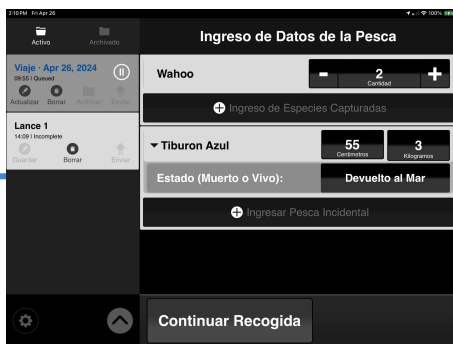 2:10 PM Fri Apr 26
100%
Activo
Archivado
Ingreso de Datos de la Pesca
Viaje · Apr 26, 2024
09:55 | Queued
Actualizar Borrar Archivar Enviar
Lance 1
14:09 | Incomplete
Guardar Borrar Enviar
Wahoo
- 2 +
Cantidad
Ingreso de Especies Capturadas
Tiburon Azul
55
Centimetros
3
Kilogramos
Estado (Muerto o Vivo):
Devuelto al Mar
Ingresar Pesca Incidental
Continuar Recogida